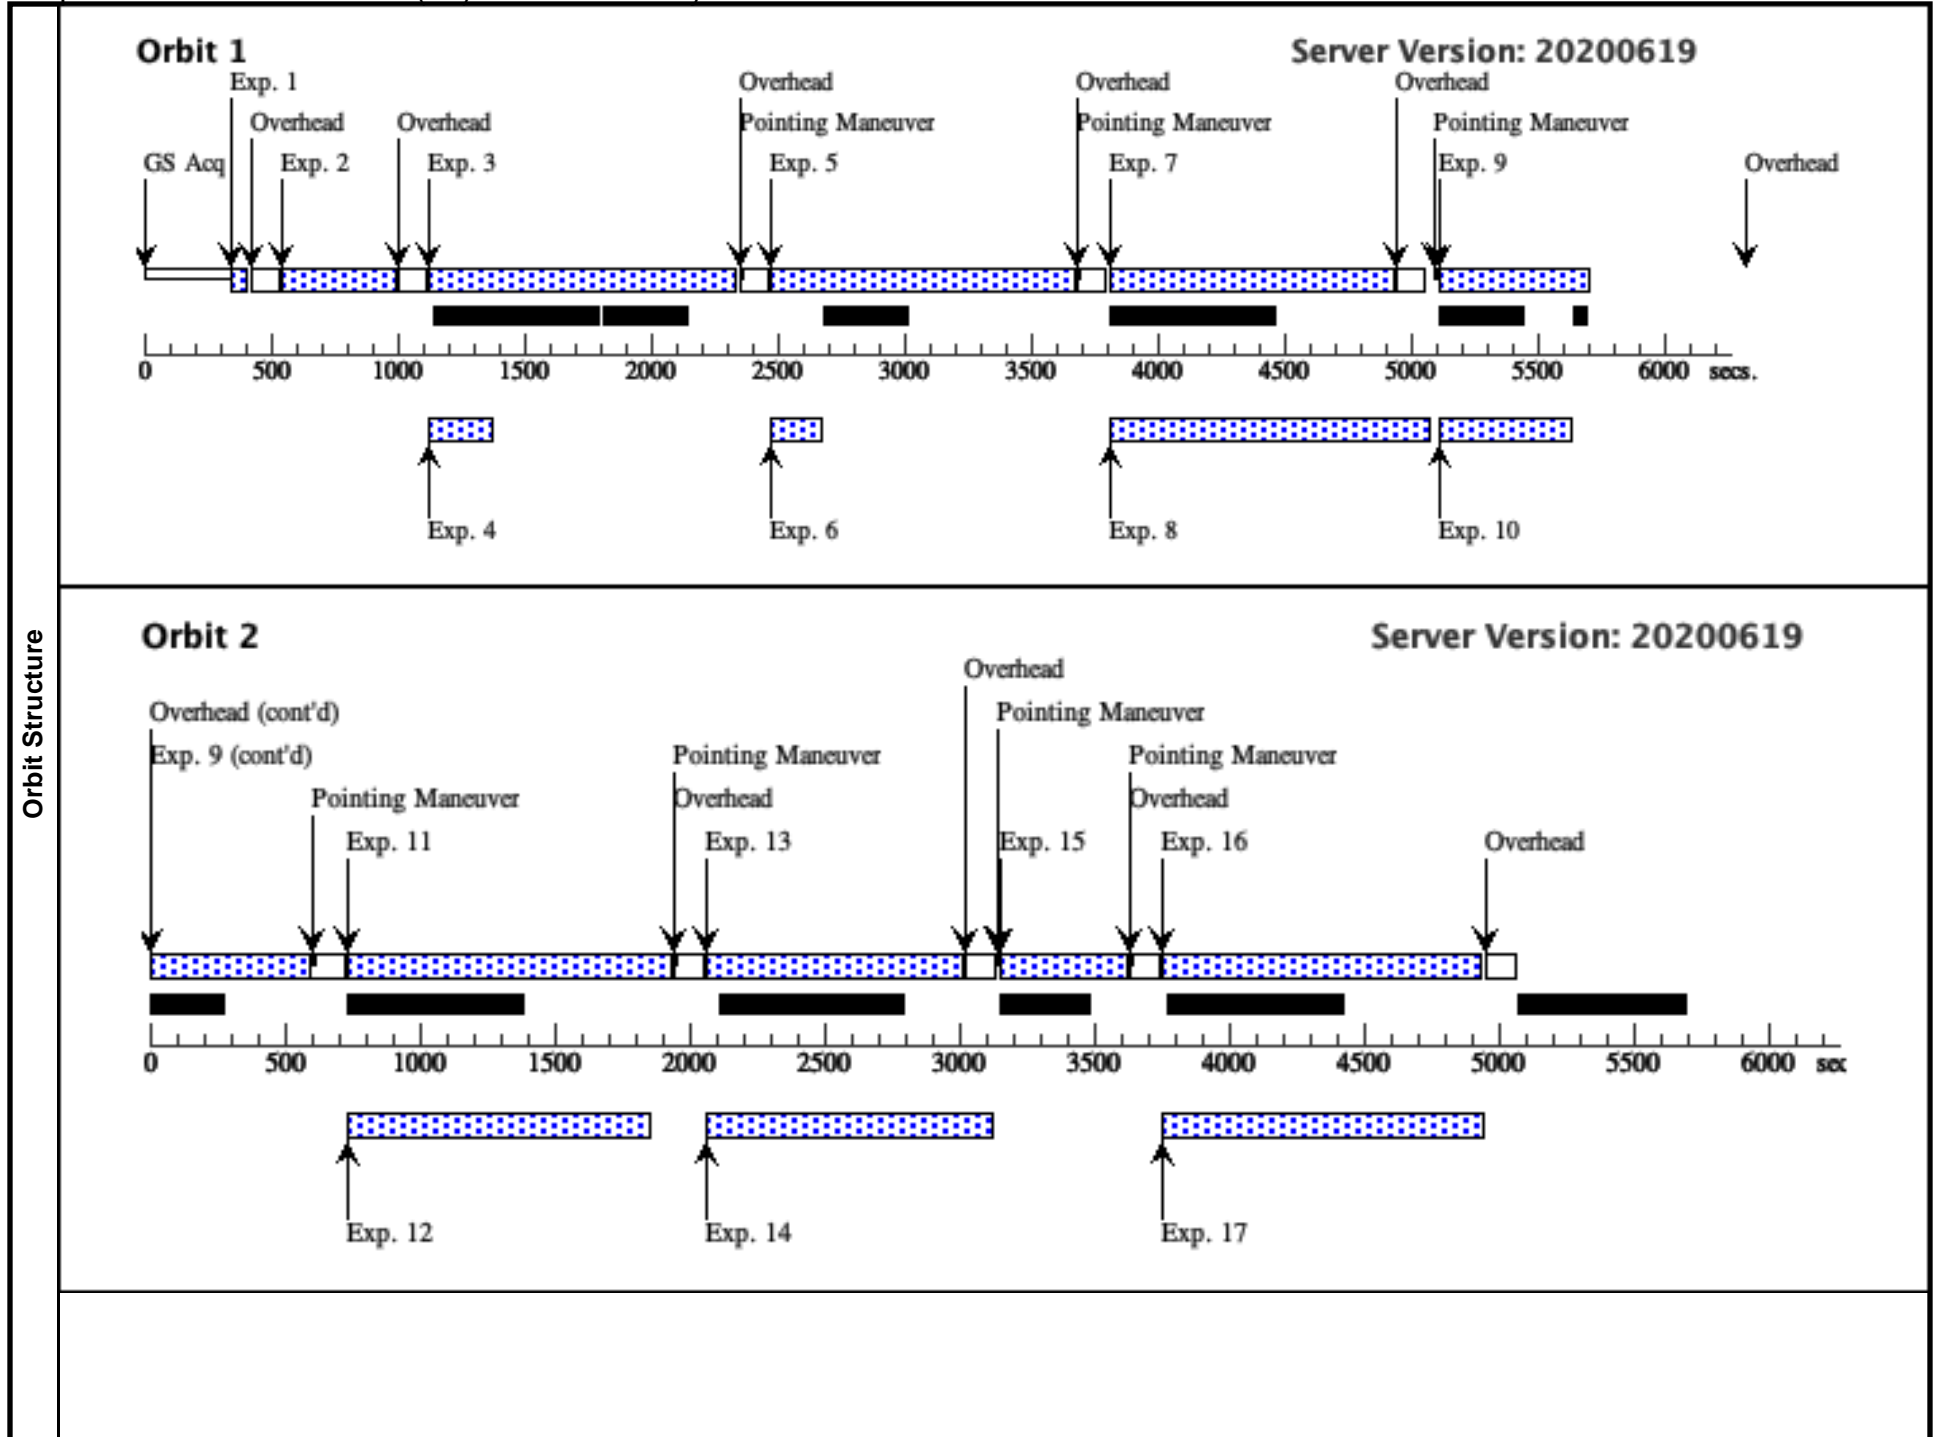 Orbit Structure
Orbit 1
Server Version: 20200619
Exp. 1
Overhead
Overhead
Overhead
Overhead
Overhead
Pointing Maneuver
Pointing Maneuver
Pointing Maneuver
GS Acq
Exp. 2
Exp. 3
Exp. 5
Exp. 7
Exp. 9
Overhead
0 500 1000 1500 2000 2500 3000 3500 4000 4500 5000 5500 6000 secs.
Exp. 4
Exp. 6
Exp. 8
Exp. 10
Orbit 2
Server Version: 20200619
Overhead
Overhead (cont'd)
Pointing Maneuver
Exp. 9 (cont'd)
Pointing Maneuver
Pointing Maneuver
Pointing Maneuver
Overhead
Overhead
Exp. 11
Exp. 13
Exp. 15
Exp. 16
Overhead
0 500 1000 1500 2000 2500 3000 3500 4000 4500 5000 5500 6000 sec
Exp. 12
Exp. 14
Exp. 17